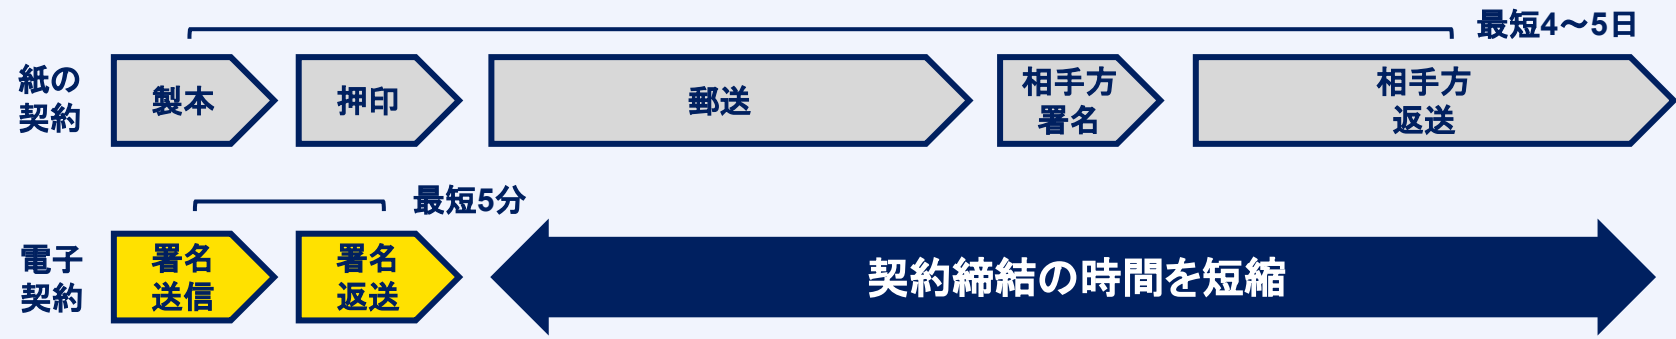 最短4～5日
紙の
契約
製本
押印
郵送
相手方
署名
相手方
返送
最短5分
電子
契約
署名
送信
署名
返送
契約締結の時間を短縮